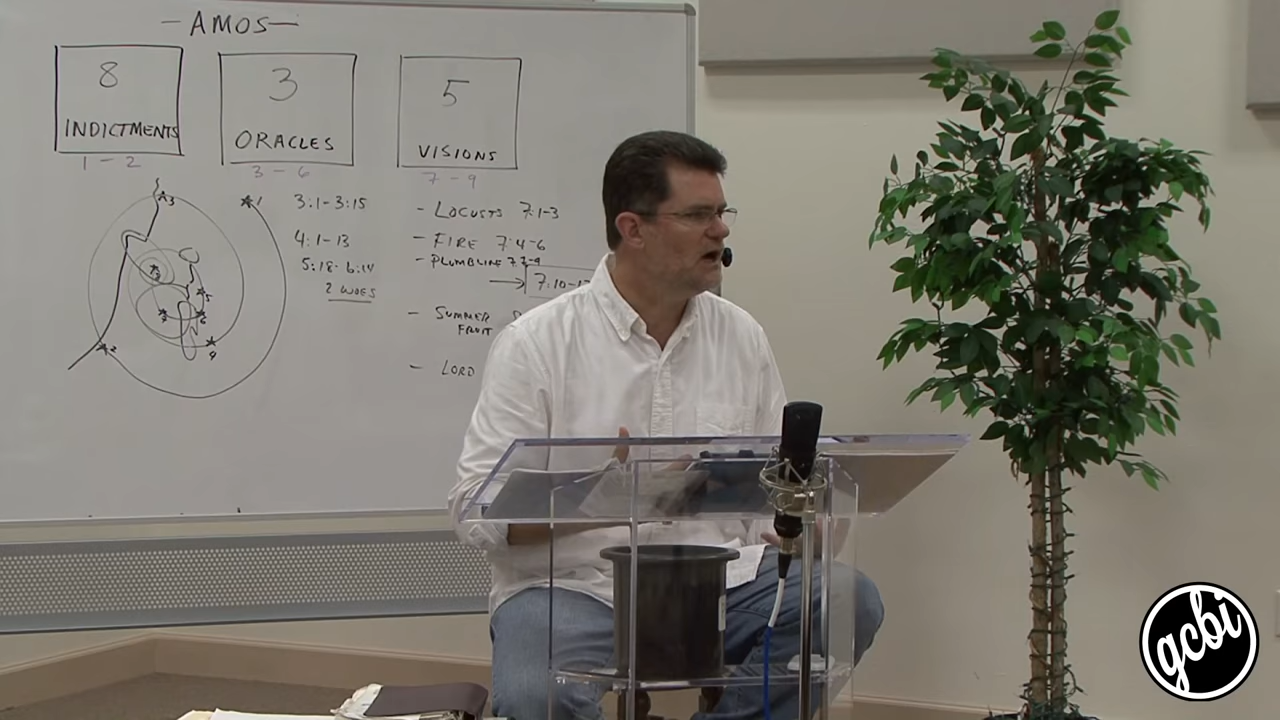 - AMOS -
8
INDICTMENTS
1 - 2
3
ORACLES
3 - 6
5
VISIONS
7 - 9
3:1-3:15
4:1-13
5:18-6:14
2 WOES
- LOCUSTS 7:1-3
- FIRE 7:4-6
- PLUMBLINE
7:10-
- SUMMER
FRUIT
- LORD
gcbi